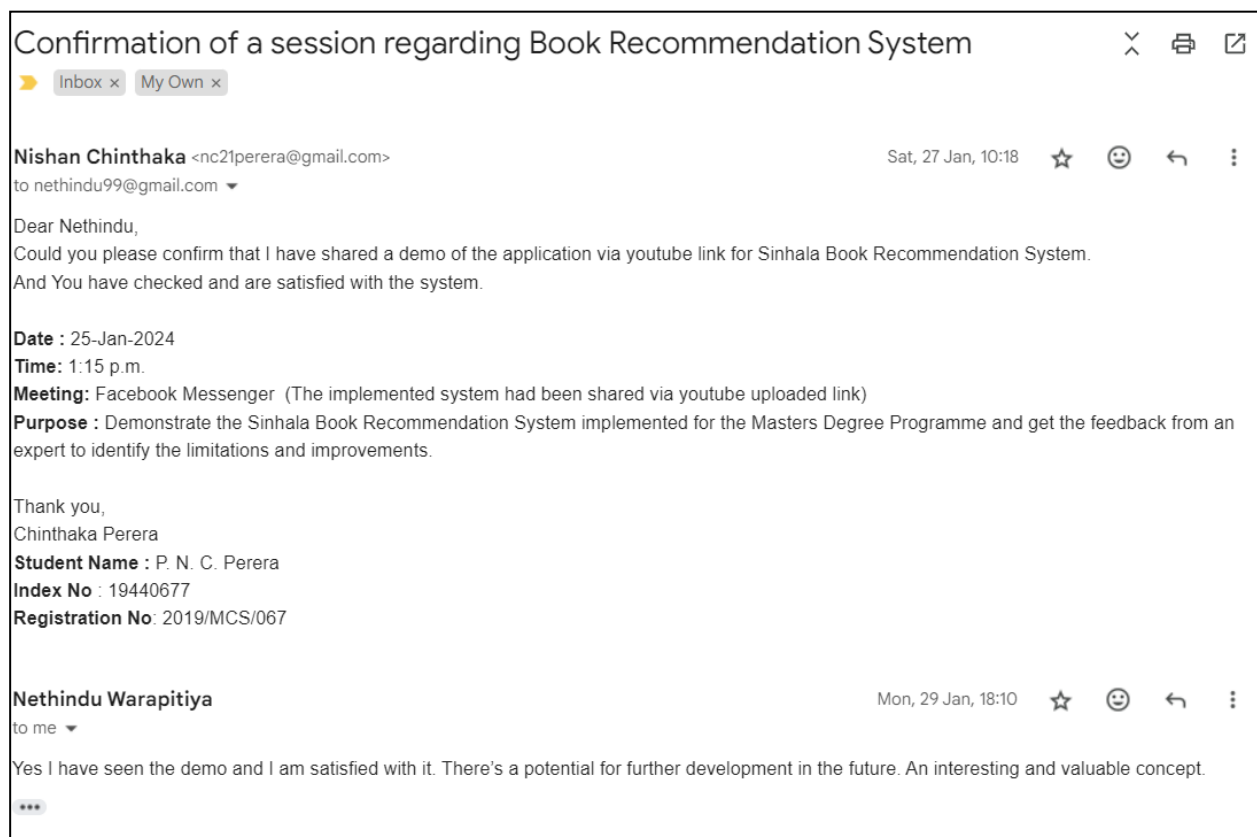 Confirmation of a session regarding Book Recommendation System
Inbox × My Own ×
Nishan Chinthaka <nc21perera@gmail.com> Sat, 27 Jan, 10:18
to nethindu99@gmail.com
Dear Nethindu,
Could you please confirm that I have shared a demo of the application via youtube link for Sinhala Book Recommendation System.
And You have checked and are satisfied with the system.
Date : 25-Jan-2024
Time: 1:15 p.m.
Meeting: Facebook Messenger (The implemented system had been shared via youtube uploaded link)
Purpose : Demonstrate the Sinhala Book Recommendation System implemented for the Masters Degree Programme and get the feedback from an
expert to identify the limitations and improvements.
Thank you,
Chinthaka Perera
Student Name : P. N. C. Perera
Index No : 19440677
Registration No: 2019/MCS/067
Nethindu Warapitiya Mon, 29 Jan, 18:10
to me
Yes I have seen the demo and I am satisfied with it. There’s a potential for further development in the future. An interesting and valuable concept.